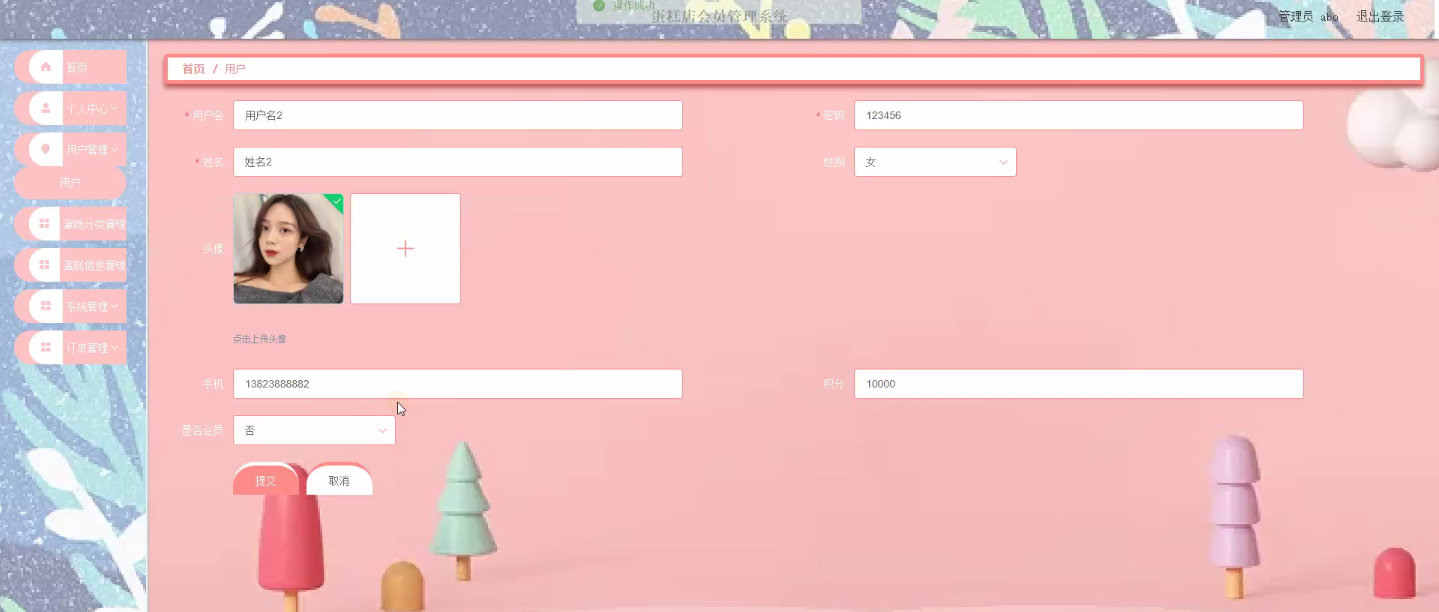 操作成功
蛋糕店会员管理系统
管理员 abo 退出登录
首页
个人中心
用户管理
用户
蛋糕分类管理
蛋糕信息管理
系统管理
订单管理
首页 / 用户
* 用户名 用户名2
* 密码 123456
* 姓名 姓名2
性别 女
头像
点击上传头像
手机 13823888882
积分 10000
是否会员 否
提交 取消